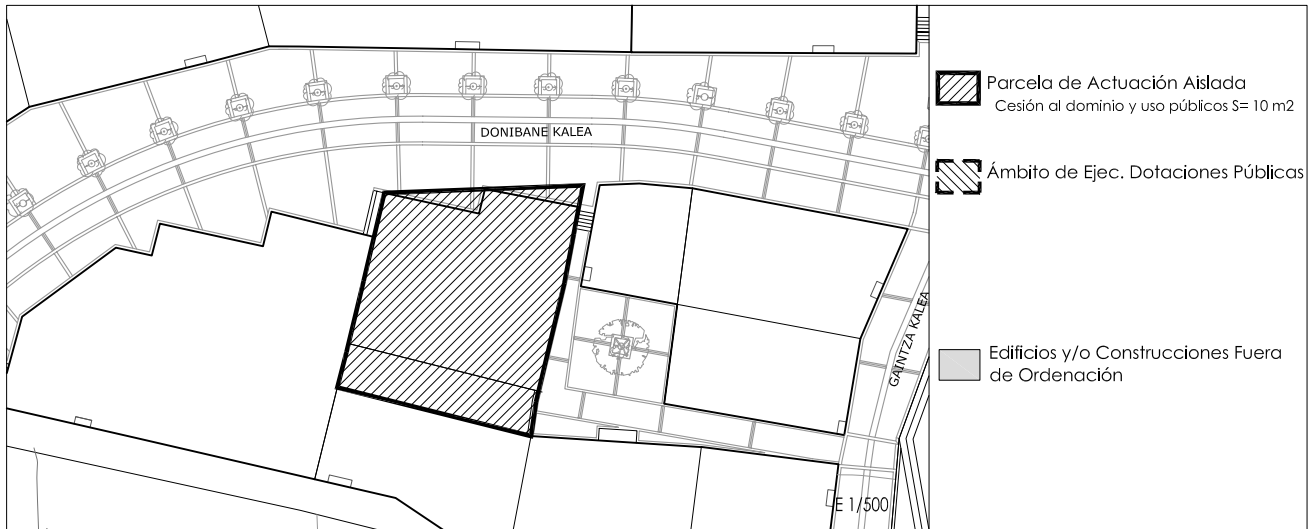 DONIBANE KALEA
GAINTZA KALEA
E 1/500
Parcela de Actuación Aislada
Cesión al dominio y uso públicos S= 10 m2
Ámbito de Ejec. Dotaciones Públicas
Edificios y/o Construcciones Fuera
de Ordenación